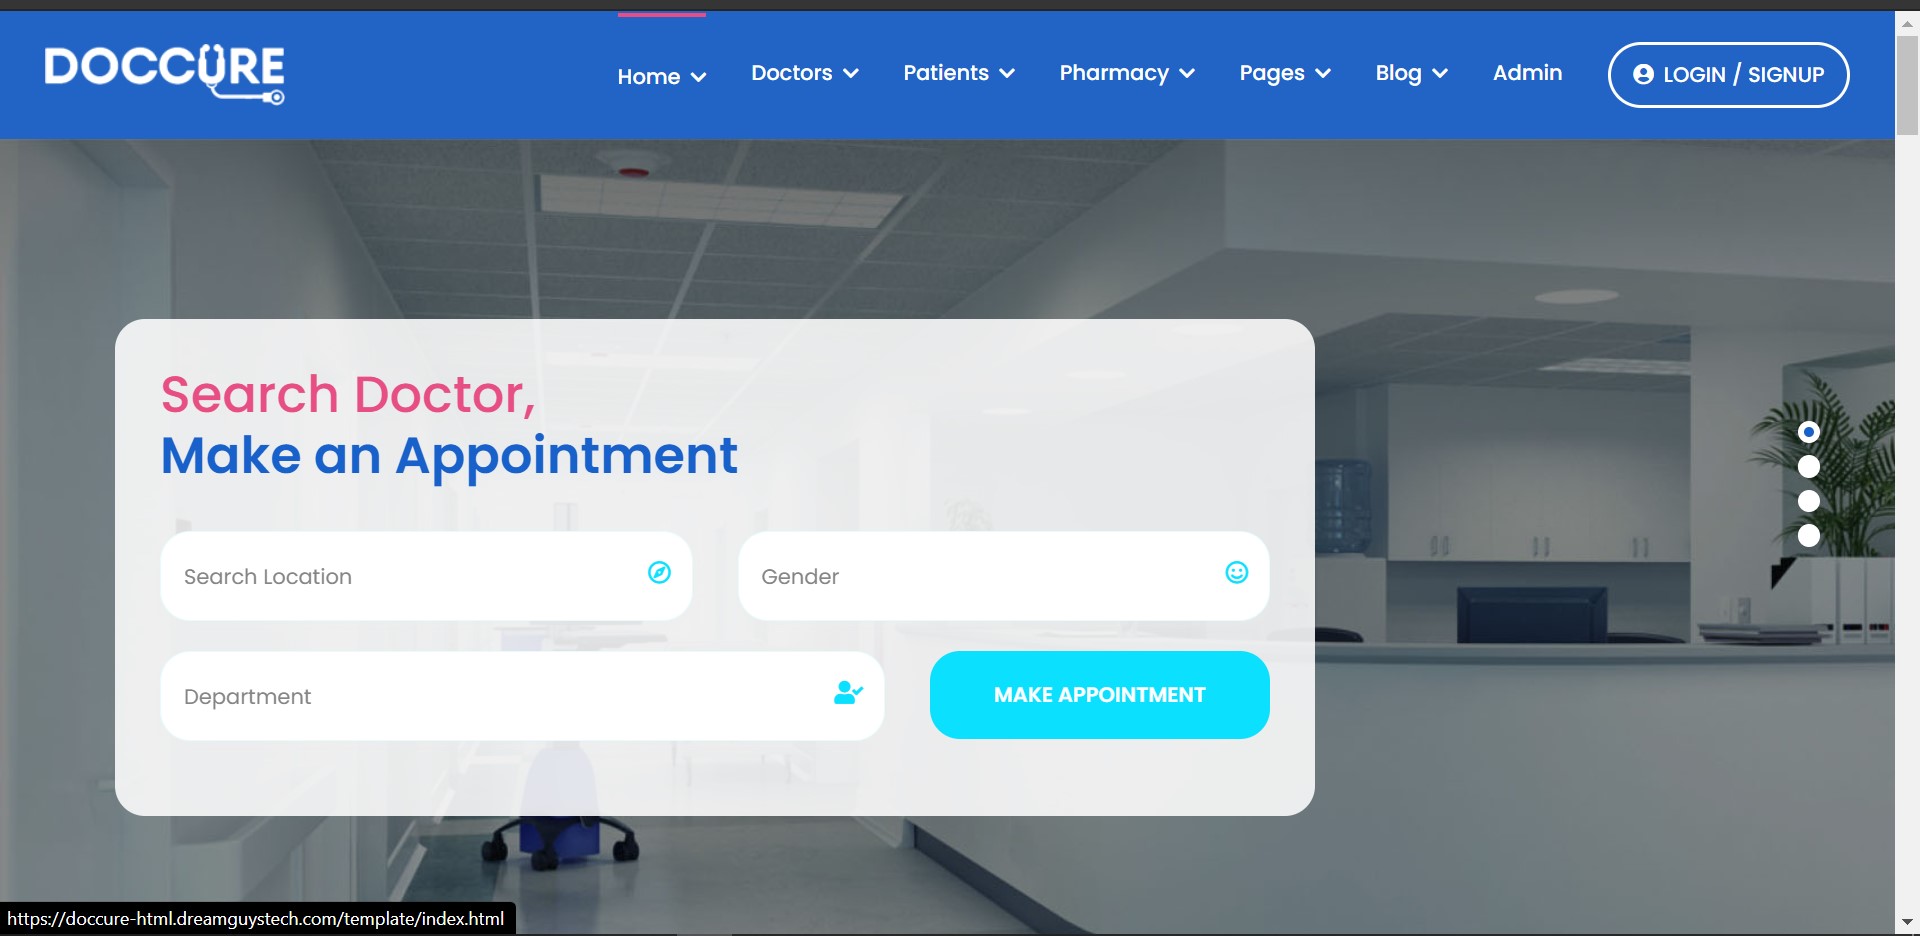 DOCCURE
Home Doctors Patients Pharmacy Pages Blog Admin LOGIN / SIGNUP
Search Doctor,
Make an Appointment
Search Location
Gender
Department
MAKE APPOINTMENT
https://doccure-html.dreamguystech.com/template/index.html